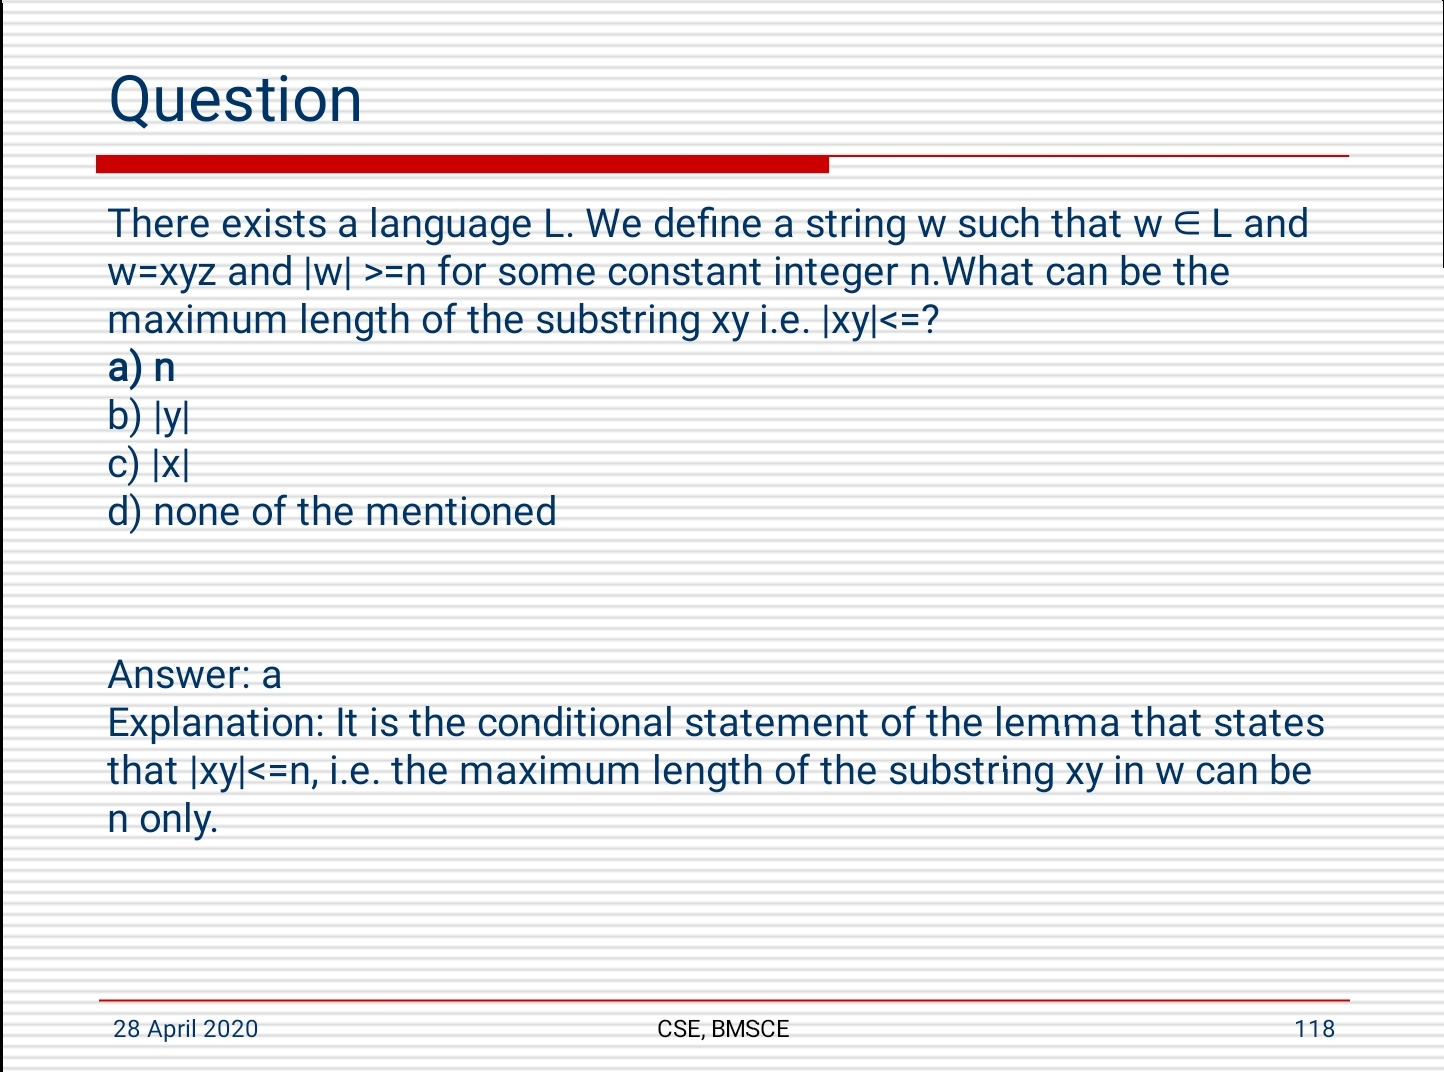 Question
There exists a language L. We define a string w such that w ∈ L and
w=xyz and |w| >=n for some constant integer n.What can be the
maximum length of the substring xy i.e. |xy|<=?
a) n
b) |y|
c) |x|
d) none of the mentioned
Answer: a
Explanation: It is the conditional statement of the lemma that states
that |xy|<=n, i.e. the maximum length of the substring xy in w can be
n only.
28 April 2020
CSE, BMSCE
118